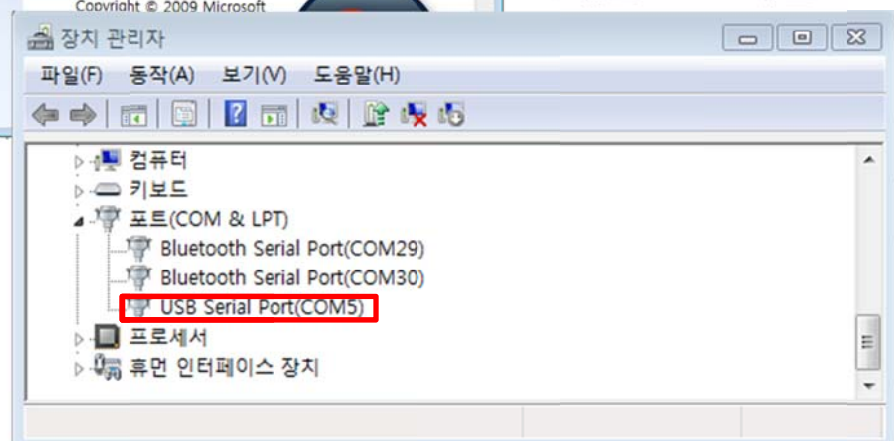 Copyright © 2009 Microsoft
장치 관리자
파일(F) 동작(A) 보기(V) 도움말(H)
컴퓨터
키보드
포트(COM & LPT)
Bluetooth Serial Port(COM29)
Bluetooth Serial Port(COM30)
USB Serial Port(COM5)
프로세서
휴먼 인터페이스 장치